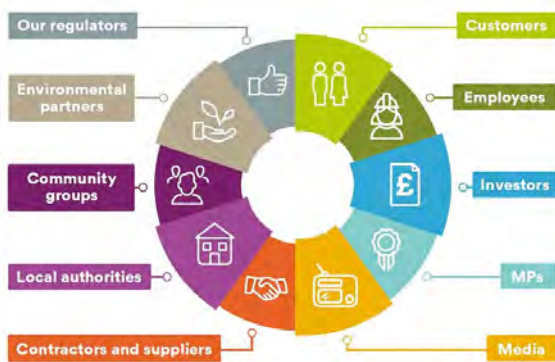 Our regulators
Customers
Environmental
partners
Employees
Community
groups
£
Investors
Local authorities
MPs
Contractors and suppliers
Media